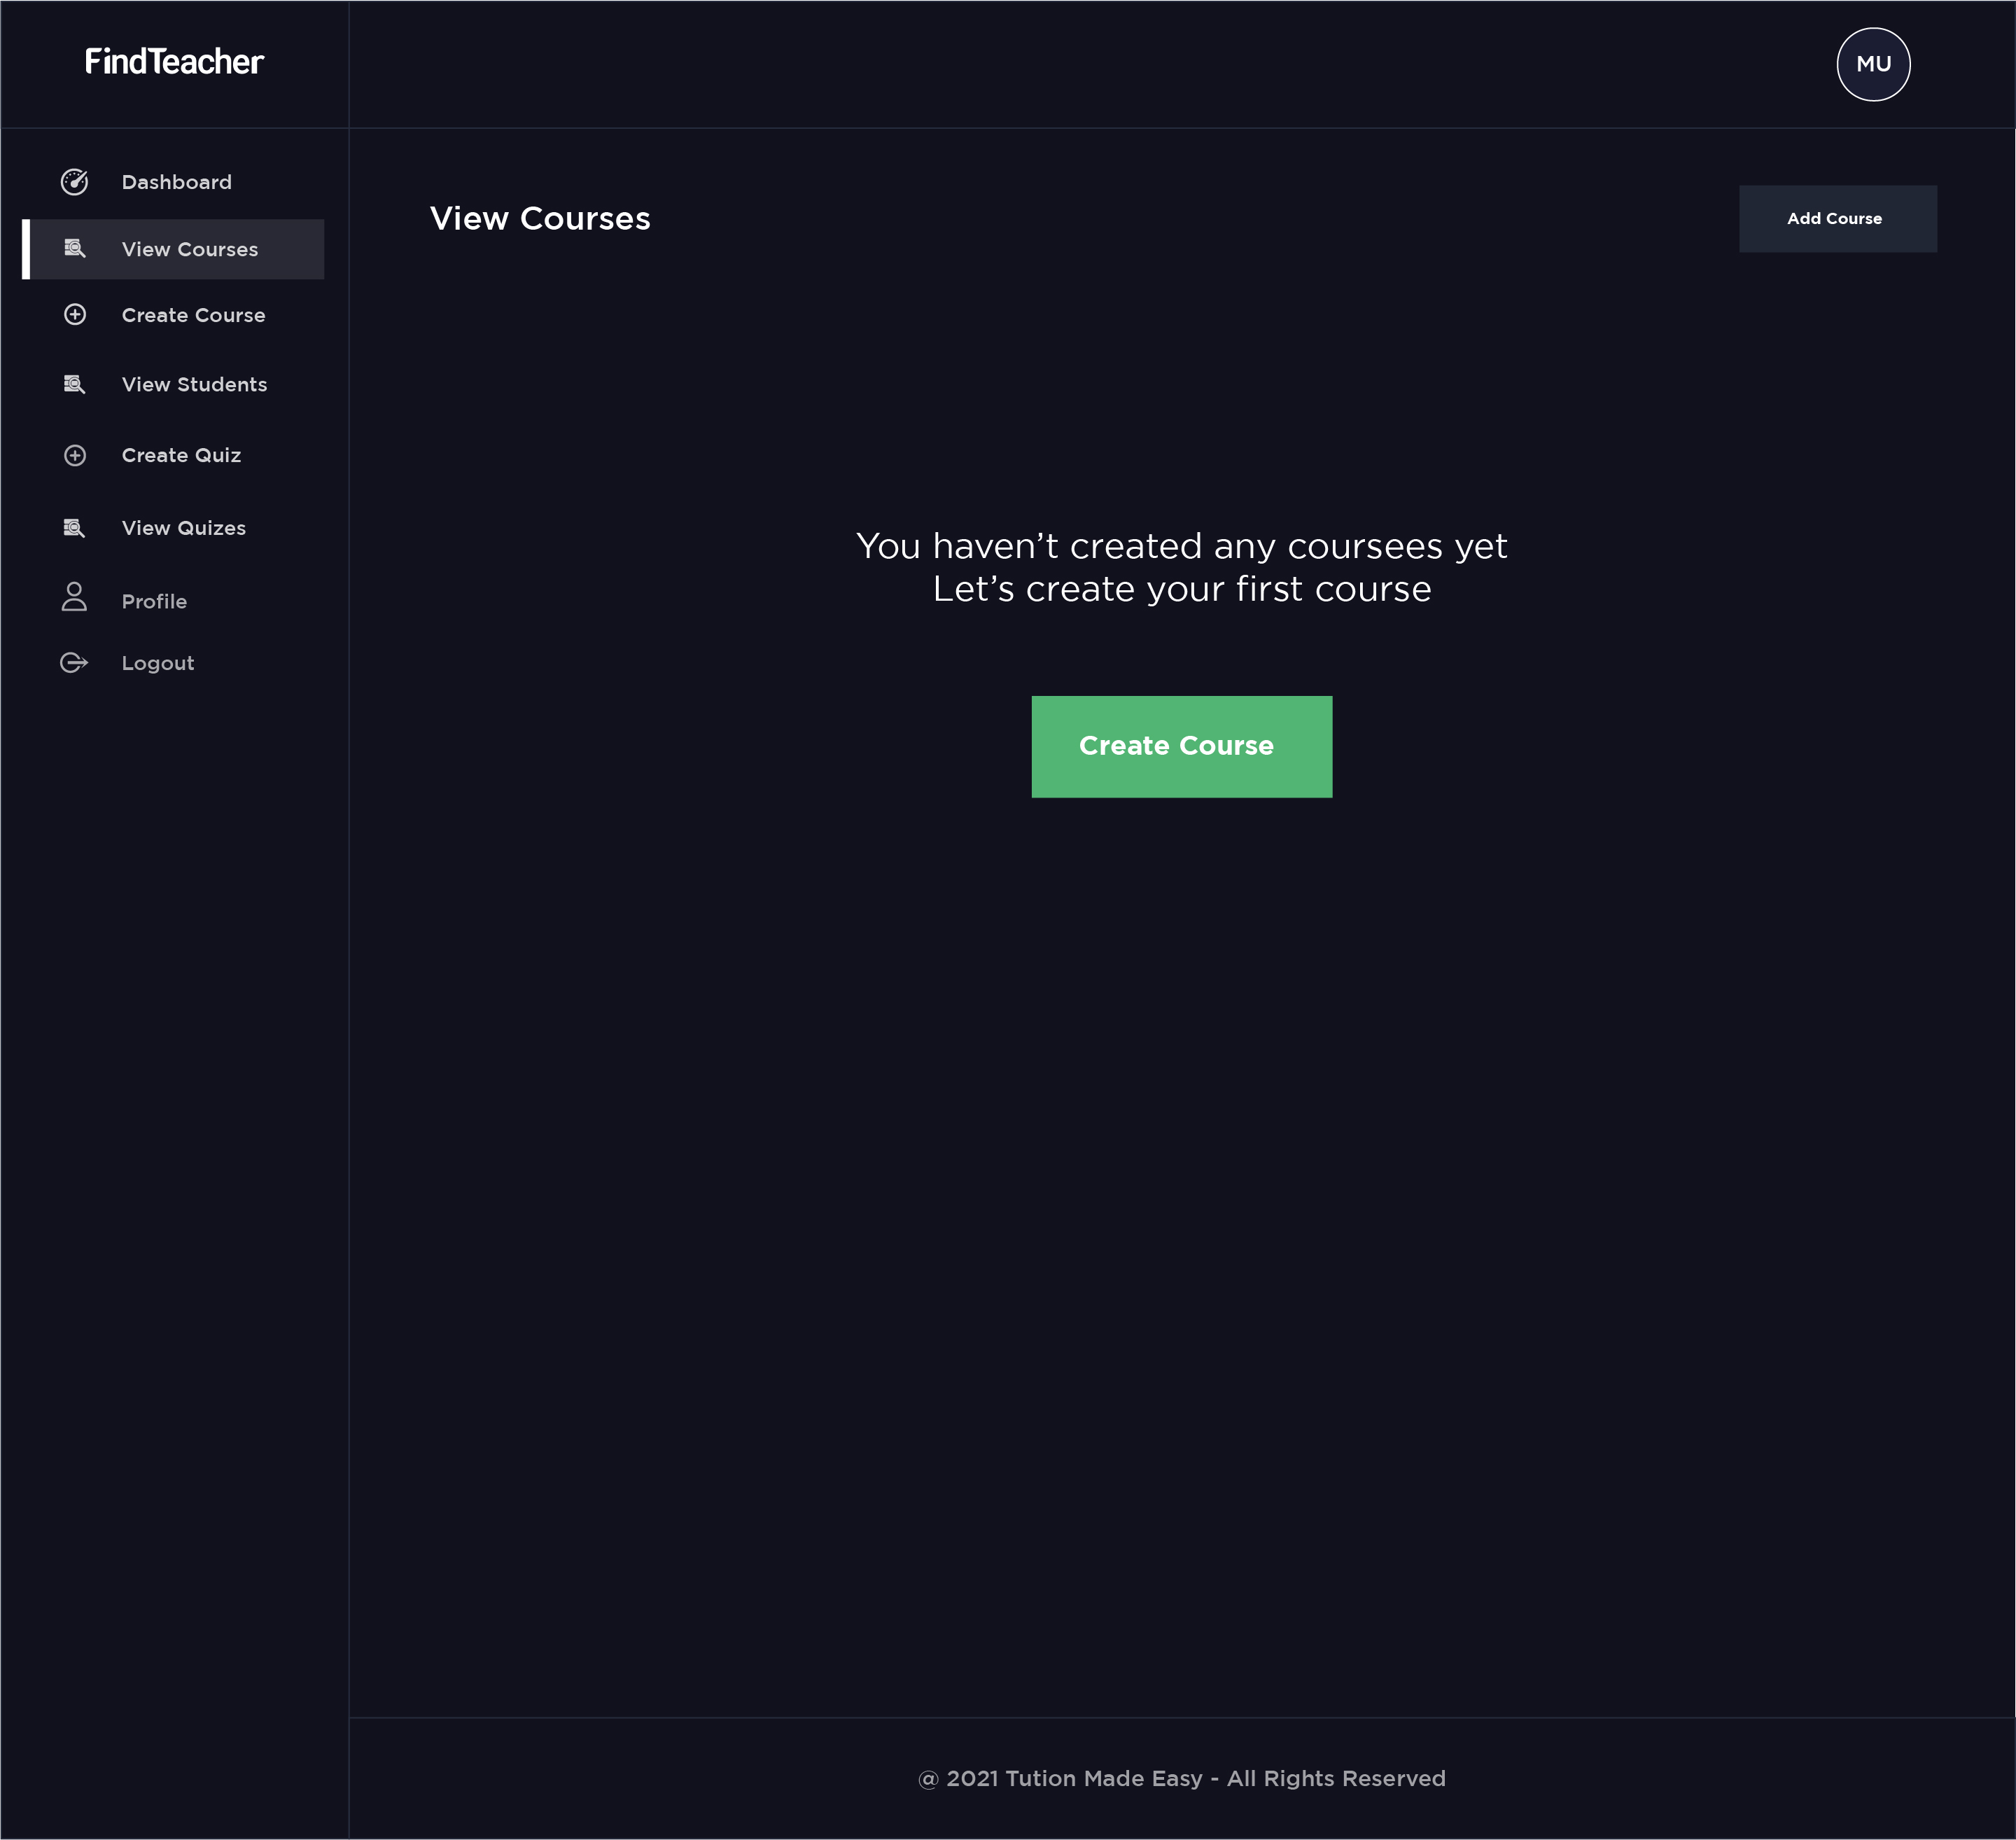 FindTeacher
MU
Dashboard
View Courses
Create Course
View Students
Create Quiz
View Quizes
Profile
Logout
View Courses
Add Course
You haven’t created any coursees yet
Let’s create your first course
Create Course
@ 2021 Tution Made Easy - All Rights Reserved